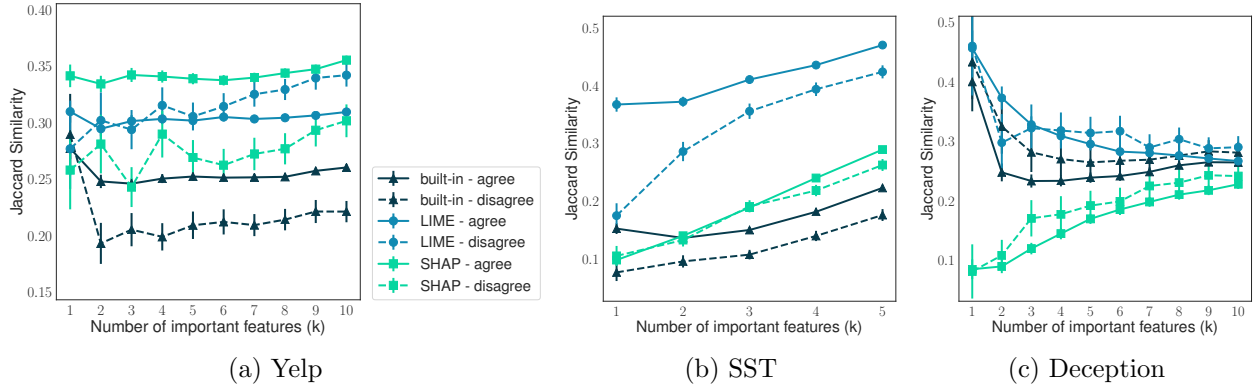 0.40
0.35
0.30
0.25
0.20
0.15
Jaccard Similarity
1 2 3 4 5 6 7 8 9 10
Number of important features (k)
(a) Yelp
built-in - agree
built-in - disagree
LIME - agree
LIME - disagree
SHAP - agree
SHAP - disagree
0.5
0.4
0.3
0.2
0.1
Jaccard Similarity
1 2 3 4 5
Number of important features (k)
(b) SST
0.5
0.4
0.3
0.2
0.1
Jaccard Similarity
1 2 3 4 5 6 7 8 9 10
Number of important features (k)
(c) Deception